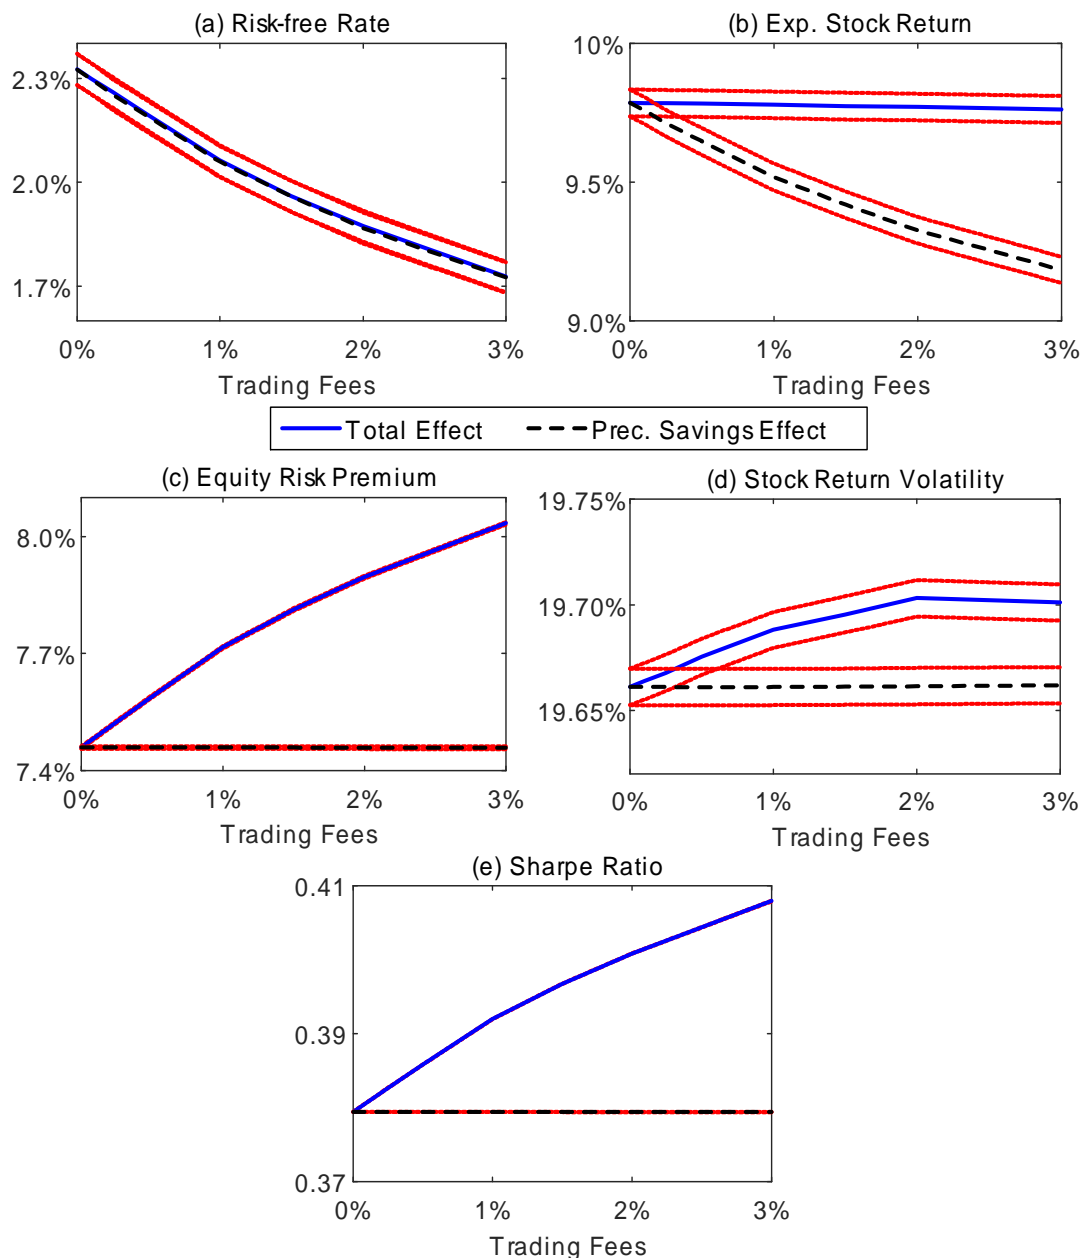 (a) Risk-free Rate
2.3%
2.0%
1.7%
0% 1% 2% 3%
Trading Fees
(b) Exp. Stock Return
10%
9.5%
9.0%
0% 1% 2% 3%
Trading Fees
Total Effect Prec. Savings Effect
(c) Equity Risk Premium
8.0%
7.7%
7.4%
0% 1% 2% 3%
Trading Fees
(d) Stock Return Volatility
19.75%
19.70%
19.65%
0% 1% 2% 3%
Trading Fees
(e) Sharpe Ratio
0.41
0.39
0.37
0% 1% 2% 3%
Trading Fees